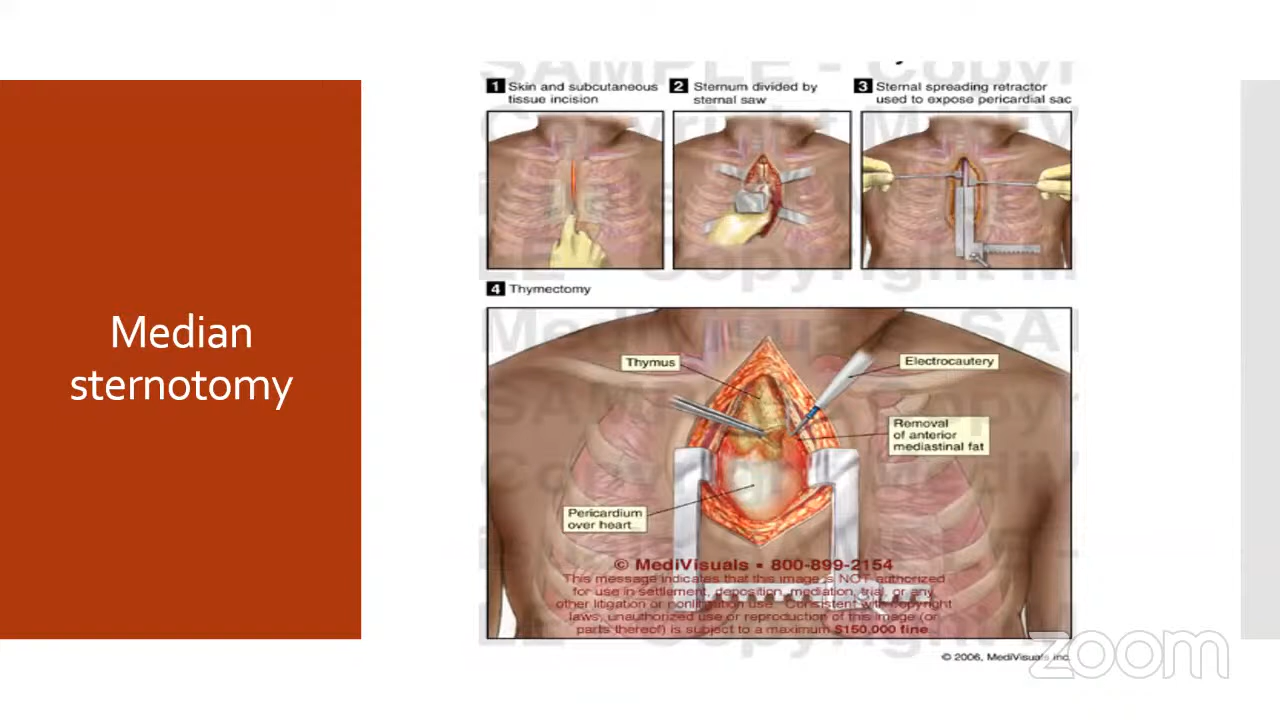 Median
sternotomy
SAMPLE - Copyr
1 Skin and subcutaneous
tissue incision
2 Sternum divided by
sternal saw
3 Sternal spreading retractor
used to expose pericardial sac
4 Thymectomy
Thymus
Electrocautery
Removal
of anterior
mediastinal fat
Pericardium
over heart
© MediVisuals • 800-899-2154
This message indicates that this image is NOT authorized
for use in settlement, deposition, mediation, trial, or any
other litigation or nonlitigation use. Consistent with copyright
laws, unauthorized use or reproduction of this image (or
parts thereof) is subject to a maximum $150,000 fine.
© 2006, MediVisuals Inc.
zoom